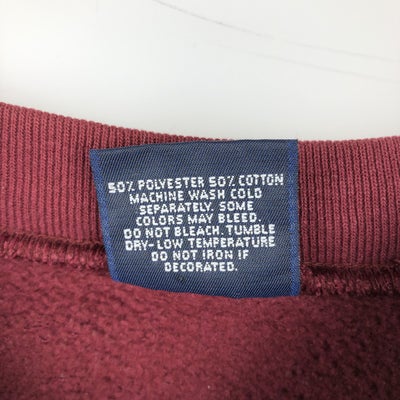 50% POLYESTER 50% COTTON
MACHINE WASH COLD
SEPARATELY. SOME
COLORS MAY BLEED.
DO NOT BLEACH. TUMBLE
DRY-LOW TEMPERATURE
DO NOT IRON IF
DECORATED.